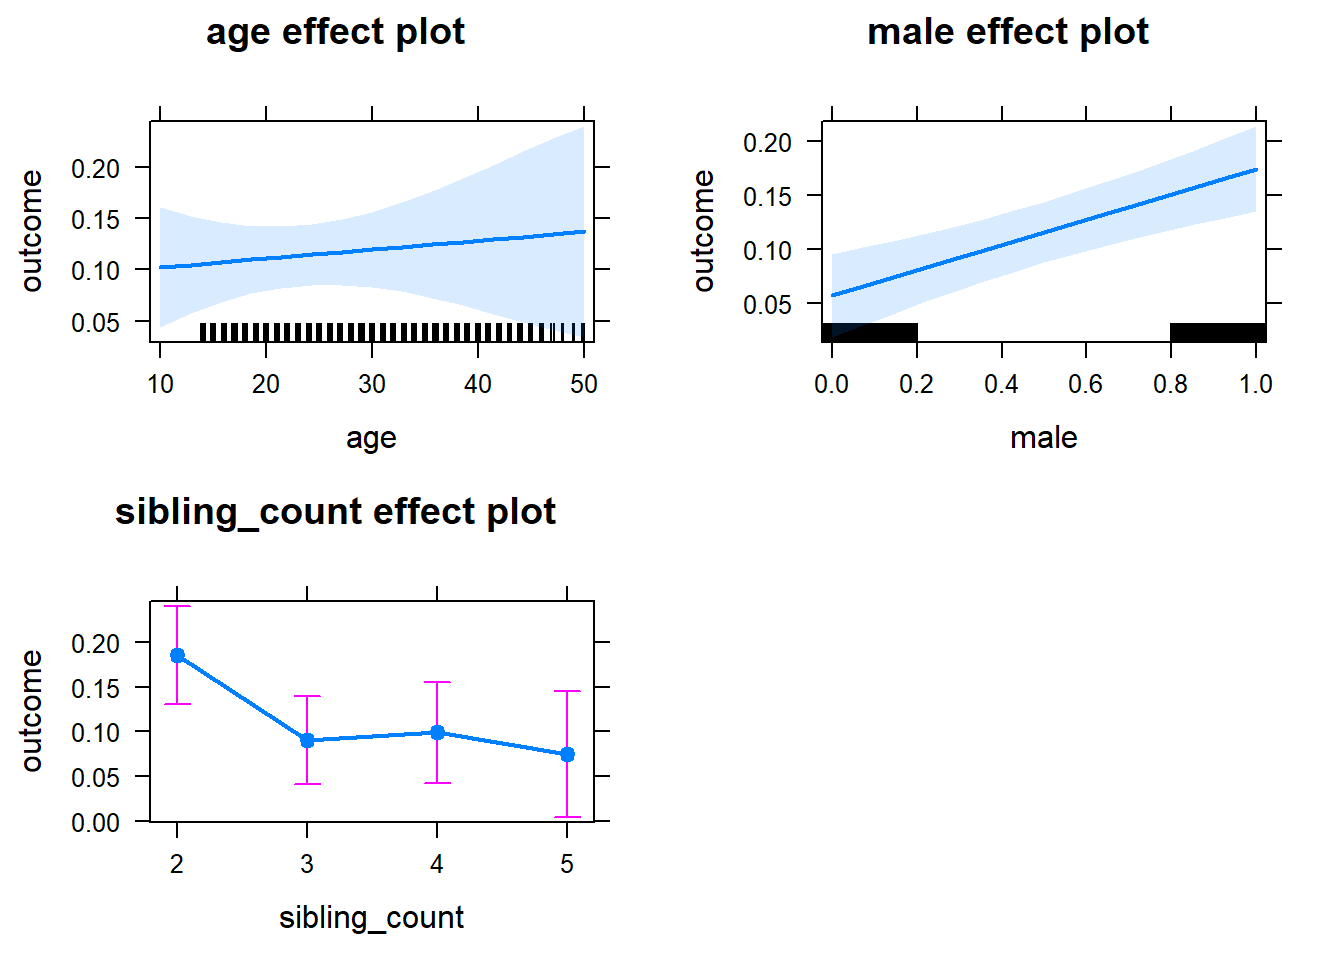 age effect plot
outcome
0.20
0.15
0.10
0.05
10 20 30 40 50
age
male effect plot
outcome
0.20
0.15
0.10
0.05
0.0 0.2 0.4 0.6 0.8 1.0
male
sibling_count effect plot
outcome
0.20
0.15
0.10
0.05
0.00
2 3 4 5
sibling_count